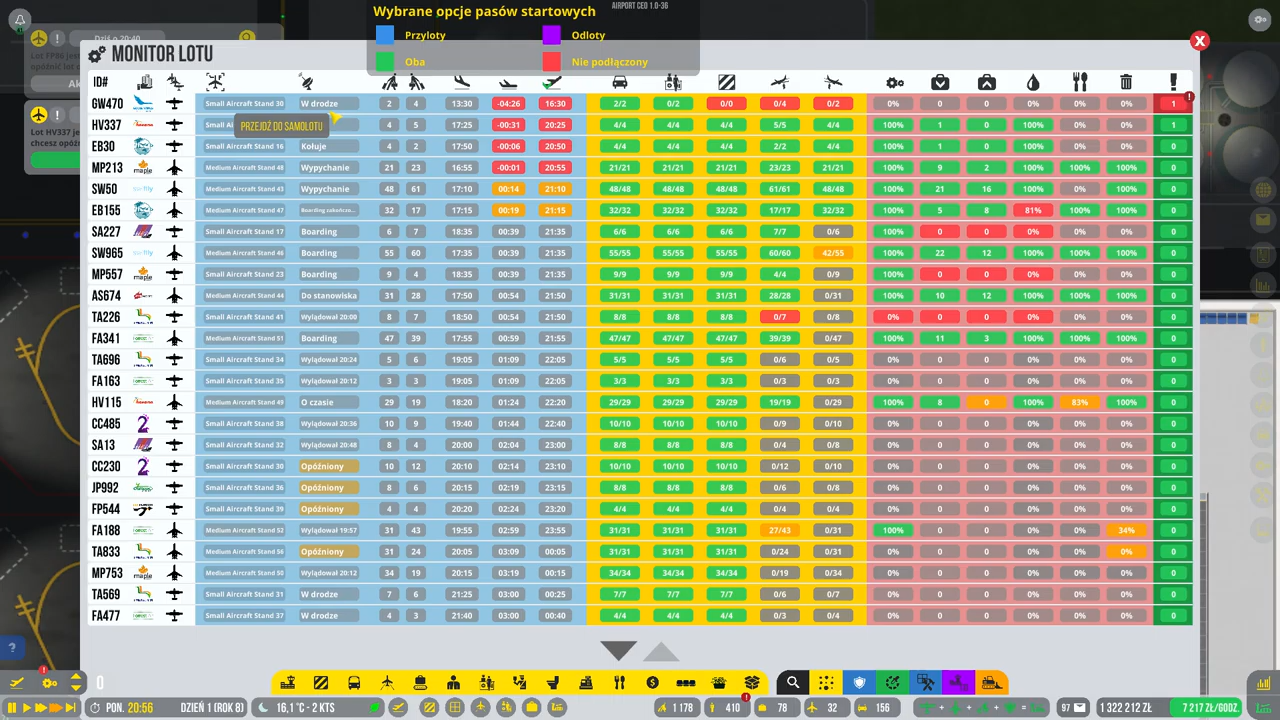 AIRPORT CEO 1.0-36
Wybrane opcje pasów startowych
Przyloty
Odloty
Oba
Nie podłączony
Dziś o 20:40
MONITOR LOTU
ID#
GW470 Small Aircraft Stand 30 W drodze 2 4 13:30 -04:26 16:30 2/2 0/2 0/0 0/4 0/2 0% 0 0 0% 0% 0% 1
PRZEJDŹ DO SAMOLOTU
HV337 4 5 17:25 -00:31 20:25 4/4 4/4 4/4 5/5 4/4 100% 1 0 100% 0% 0% 1
EB30 Small Aircraft Stand 16 Kołuje 4 2 17:50 -00:06 20:50 4/4 4/4 4/4 2/2 4/4 100% 1 0 100% 0% 0% 0
MP213 maple Medium Aircraft Stand 48 Wypychanie 21 23 16:55 -00:01 20:55 21/21 21/21 21/21 23/23 21/21 100% 9 2 100% 100% 100% 0
SW50 Medium Aircraft Stand 43 Wypychanie 48 61 17:10 00:14 21:10 48/48 48/48 48/48 61/61 48/48 100% 21 16 100% 100% 100% 0
EB155 Medium Aircraft Stand 47 Boarding zakończo... 32 17 17:15 00:19 21:15 32/32 32/32 32/32 17/17 32/32 100% 5 8 81% 100% 100% 0
SA227 Small Aircraft Stand 17 Boarding 6 7 18:35 00:39 21:35 6/6 6/6 6/6 7/7 0/6 100% 0 0 0% 0% 0% 0
SW965 Medium Aircraft Stand 46 Boarding 55 60 17:35 00:39 21:35 55/55 55/55 55/55 60/60 42/55 100% 22 12 100% 100% 100% 0
MP557 maple Small Aircraft Stand 23 Boarding 9 4 18:35 00:39 21:35 9/9 9/9 9/9 4/4 0/9 100% 0 0 0% 0% 0% 0
AS674 Medium Aircraft Stand 44 Do stanowiska 31 28 17:50 00:54 21:50 31/31 31/31 31/31 28/28 0/31 100% 10 12 100% 100% 100% 0
TA226 Small Aircraft Stand 41 Wylądował 20:00 8 7 18:50 00:54 21:50 8/8 8/8 8/8 0/7 0/8 0% 0 0 0% 0% 0% 0
FA341 Medium Aircraft Stand 51 Boarding 47 39 17:55 00:59 21:55 47/47 47/47 47/47 39/39 0/47 100% 11 3 100% 100% 100% 0
TA696 Small Aircraft Stand 34 Wylądował 20:24 5 6 19:05 01:09 22:05 5/5 5/5 5/5 0/6 0/5 0% 0 0 0% 0% 0% 0
FA163 Small Aircraft Stand 35 Wylądował 20:12 3 3 19:05 01:09 22:05 3/3 3/3 3/3 0/3 0/3 0% 0 0 0% 0% 0% 0
HV115 Medium Aircraft Stand 49 O czasie 29 19 18:20 01:24 22:20 29/29 29/29 29/29 19/19 0/29 100% 8 0 100% 83% 100% 0
CC485 2 Small Aircraft Stand 38 Wylądował 20:36 10 9 19:40 01:44 22:40 10/10 10/10 10/10 0/9 0/10 0% 0 0 0% 0% 0% 0
SA13 Small Aircraft Stand 32 Wylądował 20:48 8 4 20:00 02:04 23:00 8/8 8/8 8/8 0/4 0/8 0% 0 0 0% 0% 0% 0
CC230 2 Small Aircraft Stand 30 Opóźniony 10 12 20:10 02:14 23:10 10/10 10/10 10/10 0/12 0/10 0% 0 0 0% 0% 0% 0
JP992 Small Aircraft Stand 36 Opóźniony 8 6 20:15 02:19 23:15 8/8 8/8 8/8 0/6 0/8 0% 0 0 0% 0% 0% 0
FP544 Small Aircraft Stand 39 Opóźniony 4 4 20:20 02:24 23:20 4/4 4/4 4/4 0/4 0/4 0% 0 0 0% 0% 0% 0
FA188 Medium Aircraft Stand 52 Wylądował 19:57 31 43 19:55 02:59 23:55 31/31 31/31 31/31 27/43 0/31 100% 0 0 0% 0% 34% 0
TA833 Medium Aircraft Stand 56 Opóźniony 31 24 20:05 03:09 00:05 31/31 31/31 31/31 0/24 0/31 0% 0 0 0% 0% 0% 0
MP753 maple Medium Aircraft Stand 50 Wylądował 20:12 34 19 20:15 03:19 00:15 34/34 34/34 34/34 0/19 0/34 0% 0 0 0% 0% 0% 0
TA569 Small Aircraft Stand 31 W drodze 7 6 21:25 03:00 00:25 7/7 7/7 7/7 0/6 0/7 0% 0 0 0% 0% 0% 0
FA477 Small Aircraft Stand 37 W drodze 4 3 21:40 03:00 00:40 4/4 4/4 4/4 0/3 0/4 0% 0 0 0% 0% 0% 0
Lot FP80
Lot HV337
?
0
PON. 20:56 DZIEŃ 1 (ROK 8) 16,1°C - 2 KTS 1 178 410 78 32 156 97 1 322 212 ZŁ 7 217 ZŁ/GODZ.